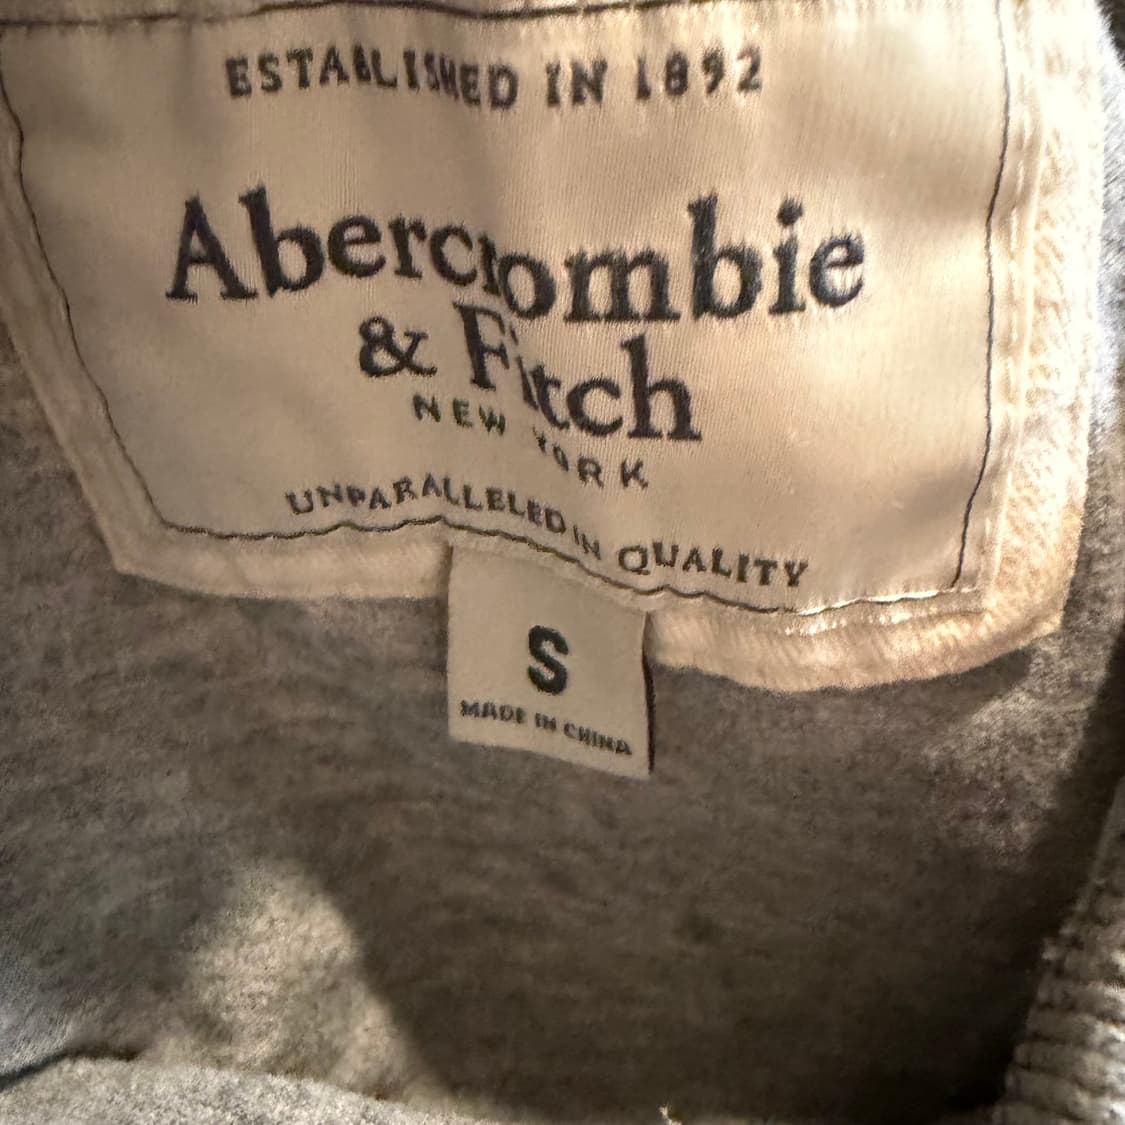 ESTABLISHED IN 1892
Abercrombie
& Fitch
NEW YORK
UNPARALLELED IN QUALITY
S
MADE IN CHINA